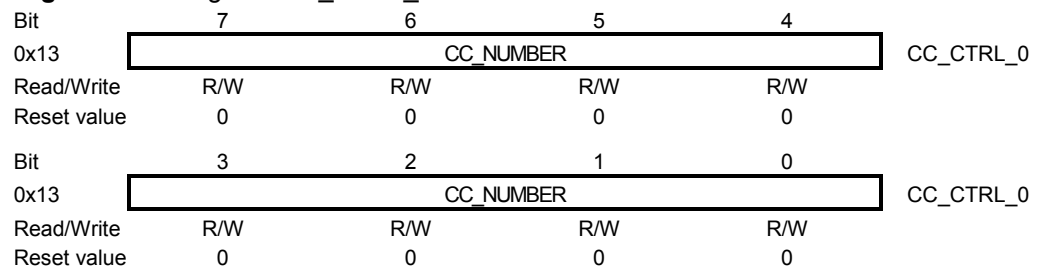 Bit 7 6 5 4
0x13 CC_NUMBER CC_CTRL_0
Read/Write R/W R/W R/W R/W
Reset value 0 0 0 0
Bit 3 2 1 0
0x13 CC_NUMBER CC_CTRL_0
Read/Write R/W R/W R/W R/W
Reset value 0 0 0 0